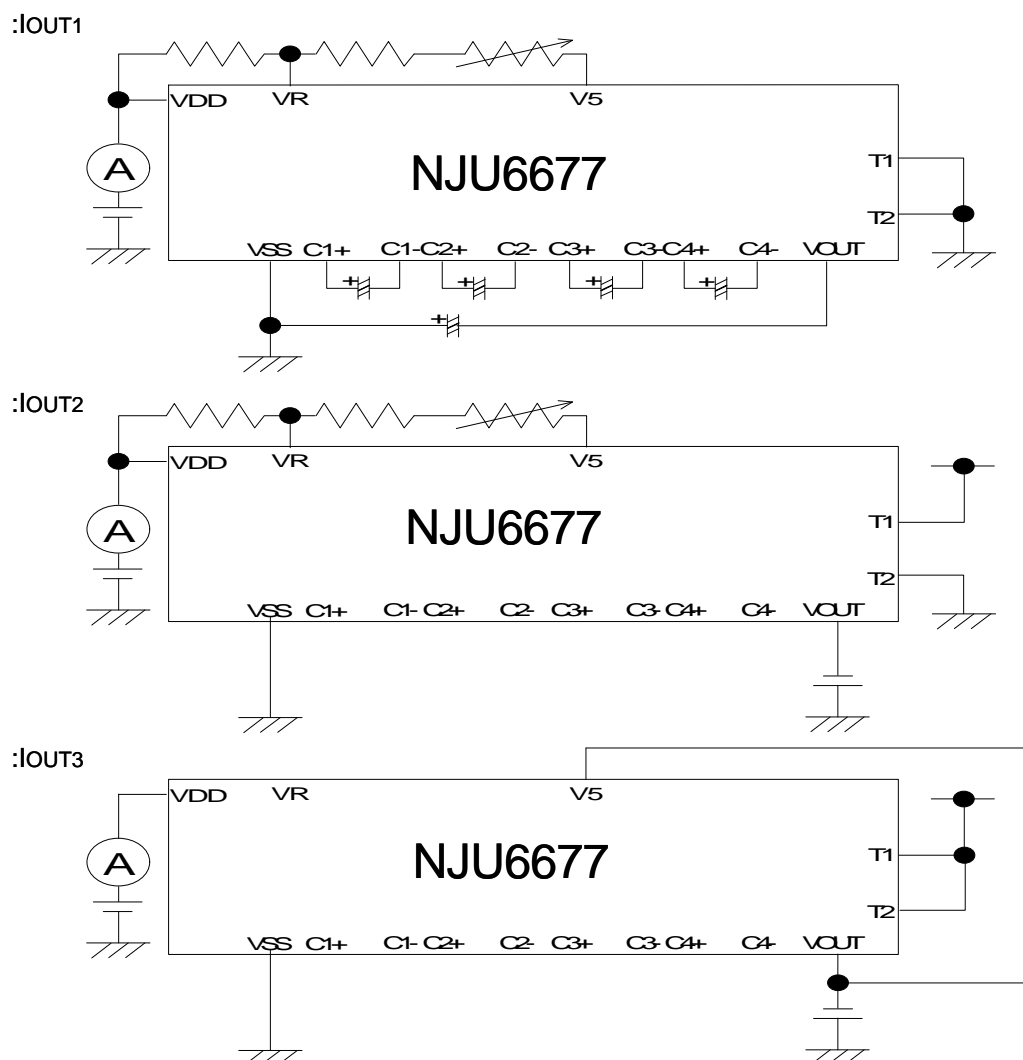 :IOUT1
VDD VR V5
A NJU6677 T1
T2
VSS C1+ C1- C2+ C2- C3+ C3- C4+ C4- VOUT
+ + + +
+
:IOUT2
VDD VR V5
A NJU6677 T1
T2
VSS C1+ C1- C2+ C2- C3+ C3- C4+ C4- VOUT
:IOUT3
VDD VR V5
A NJU6677 T1
T2
VSS C1+ C1- C2+ C2- C3+ C3- C4+ C4- VOUT